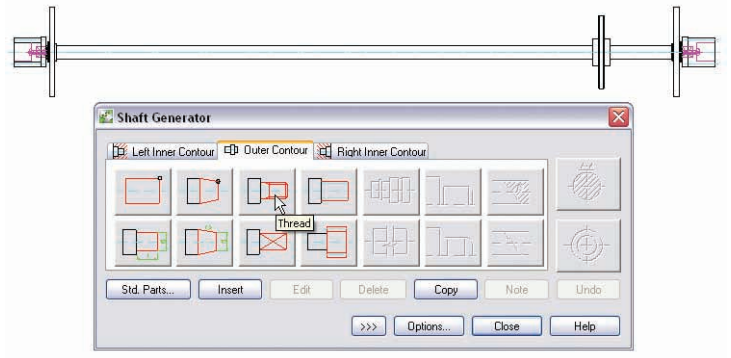 Shaft Generator
Left Inner Contour Outer Contour Right Inner Contour
Thread
Std. Parts... Insert Edit Delete Copy Note Undo
>>> Options... Close Help